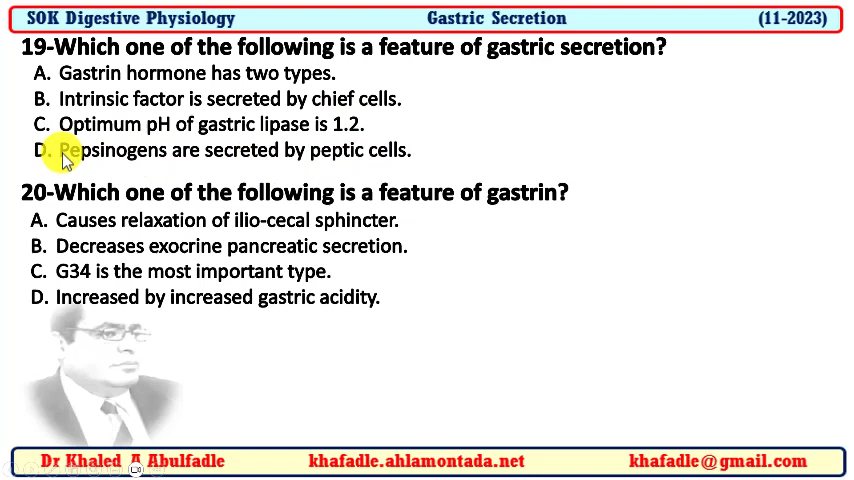 SOK Digestive Physiology Gastric Secretion (11-2023)
19-Which one of the following is a feature of gastric secretion?
A. Gastrin hormone has two types.
B. Intrinsic factor is secreted by chief cells.
C. Optimum pH of gastric lipase is 1.2.
D. Pepsinogens are secreted by peptic cells.
20-Which one of the following is a feature of gastrin?
A. Causes relaxation of ilio-cecal sphincter.
B. Decreases exocrine pancreatic secretion.
C. G34 is the most important type.
D. Increased by increased gastric acidity.
Dr Khaled A Abulfadle khafadle.ahlamontada.net khafadle@gmail.com